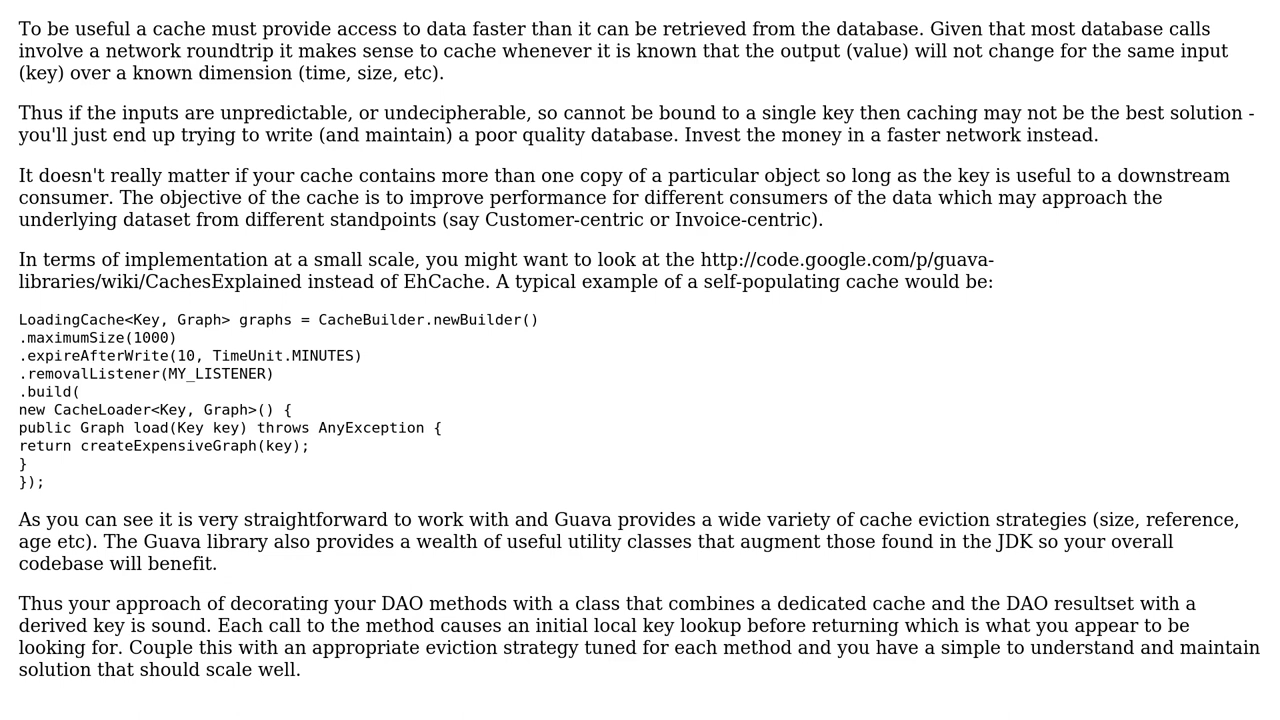 To be useful a cache must provide access to data faster than it can be retrieved from the database. Given that most database calls
involve a network roundtrip it makes sense to cache whenever it is known that the output (value) will not change for the same input
(key) over a known dimension (time, size, etc).
Thus if the inputs are unpredictable, or undecipherable, so cannot be bound to a single key then caching may not be the best solution -
you'll just end up trying to write (and maintain) a poor quality database. Invest the money in a faster network instead.
It doesn't really matter if your cache contains more than one copy of a particular object so long as the key is useful to a downstream
consumer. The objective of the cache is to improve performance for different consumers of the data which may approach the
underlying dataset from different standpoints (say Customer-centric or Invoice-centric).
In terms of implementation at a small scale, you might want to look at the http://code.google.com/p/guava-
libraries/wiki/CachesExplained instead of EhCache. A typical example of a self-populating cache would be:
LoadingCache<Key, Graph> graphs = CacheBuilder.newBuilder()
.maximumSize(1000)
.expireAfterWrite(10, TimeUnit.MINUTES)
.removalListener(MY_LISTENER)
.build(
new CacheLoader<Key, Graph>() {
public Graph load(Key key) throws AnyException {
return createExpensiveGraph(key);
}
});
As you can see it is very straightforward to work with and Guava provides a wide variety of cache eviction strategies (size, reference,
age etc). The Guava library also provides a wealth of useful utility classes that augment those found in the JDK so your overall
codebase will benefit.
Thus your approach of decorating your DAO methods with a class that combines a dedicated cache and the DAO resultset with a
derived key is sound. Each call to the method causes an initial local key lookup before returning which is what you appear to be
looking for. Couple this with an appropriate eviction strategy tuned for each method and you have a simple to understand and maintain
solution that should scale well.